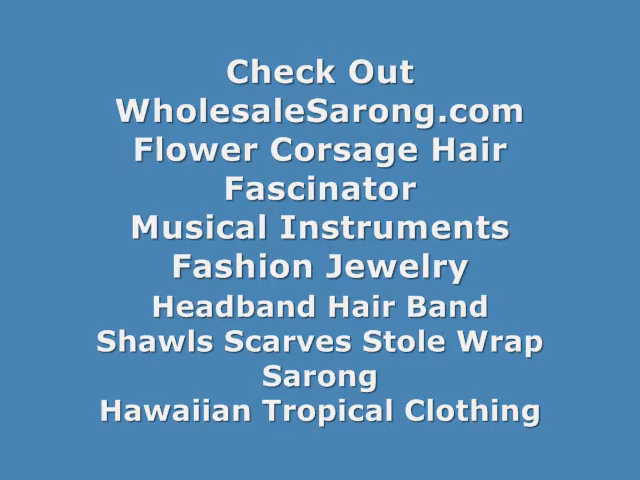 Check Out
WholesaleSarong.com
Flower Corsage Hair
Fascinator
Musical Instruments
Fashion Jewelry
Headband Hair Band
Shawls Scarves Stole Wrap
Sarong
Hawaiian Tropical Clothing